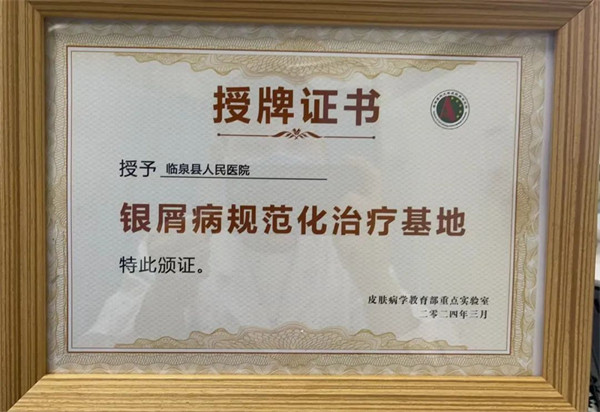 授牌证书
授予 临泉县人民医院
银屑病规范化治疗基地
特此颁证。
皮肤病学教育部重点实验室
二零二四年三月